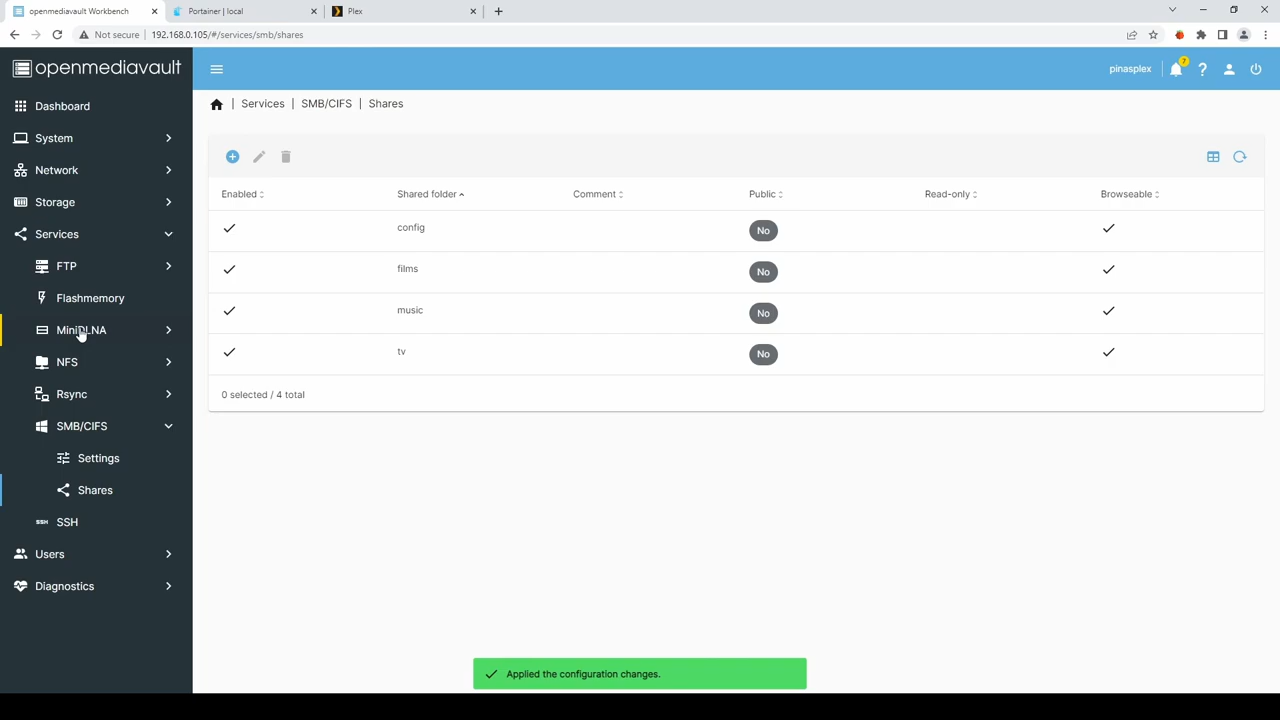 openmediavault Workbench
Portainer | local
Plex
Not secure
192.168.0.105/#/services/smb/shares
openmediavault
pinasplex
7
Dashboard
System
Network
Storage
Services
FTP
Flashmemory
MiniDLNA
NFS
Rsync
SMB/CIFS
Settings
Shares
SSH
SSH
Users
Diagnostics
| Services | SMB/CIFS | Shares
Enabled Shared folder Comment Public Read-only Browseable
config No
films No
music No
tv No
0 selected / 4 total
Applied the configuration changes.